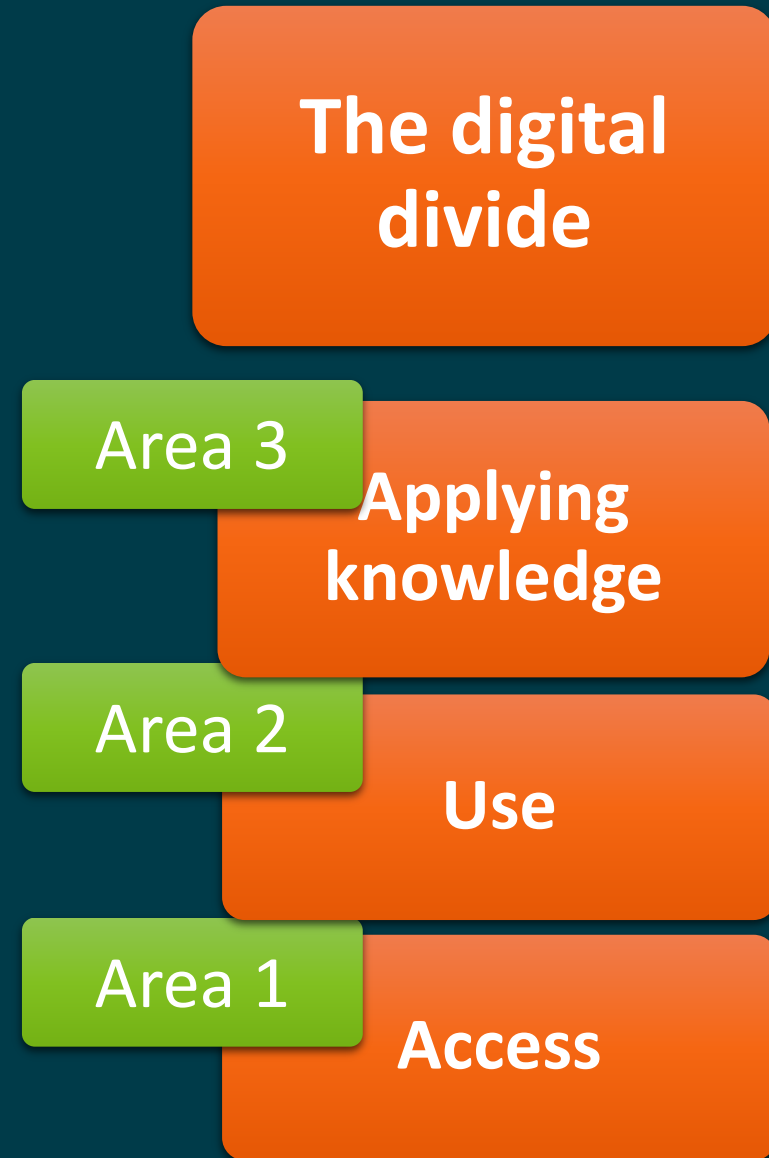 The digital
divide
Area 3
Applying
knowledge
Area 2
Use
Area 1
Access